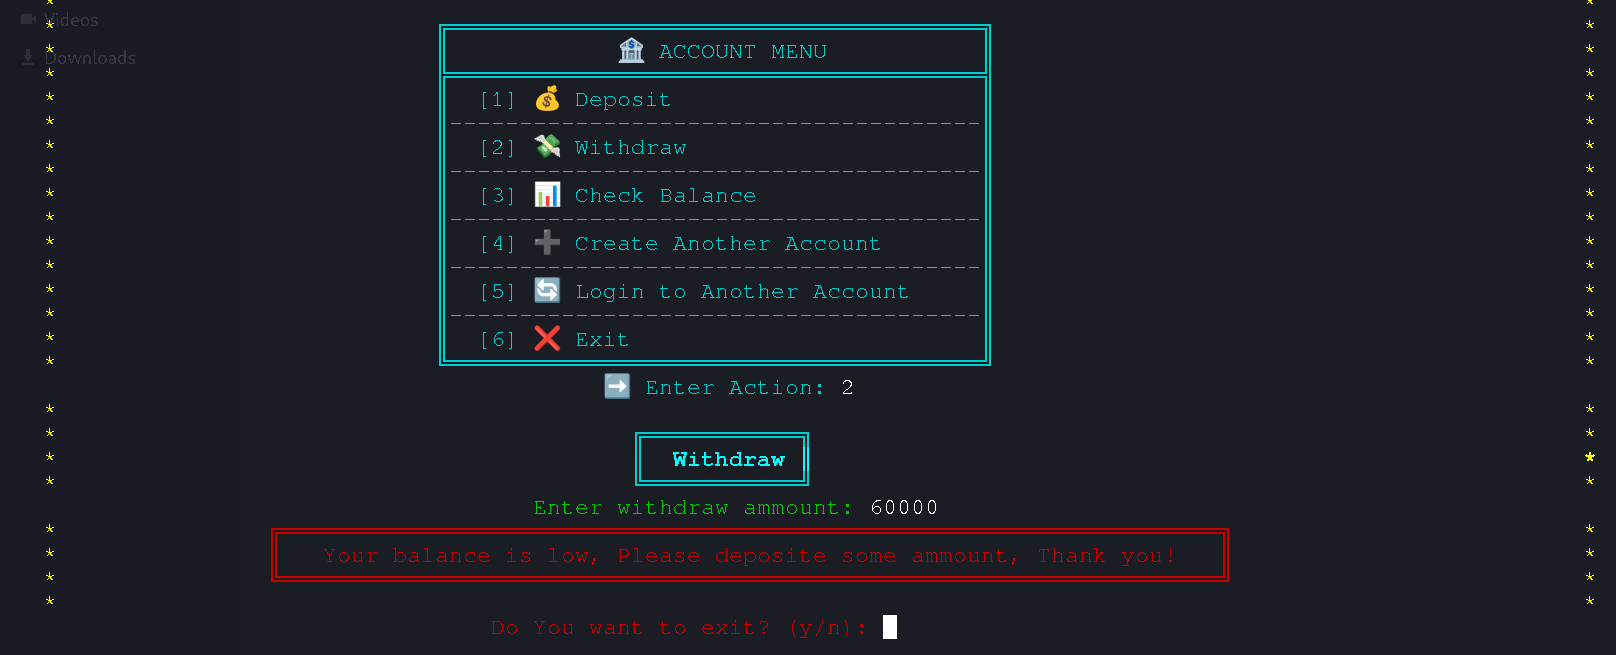 Videos
Downloads
🏦 ACCOUNT MENU
[1] 💰 Deposit
[2] 💸 Withdraw
[3] 📊 Check Balance
[4] ➕ Create Another Account
[5] 🔄 Login to Another Account
[6] ❌ Exit
➡️ Enter Action: 2
Withdraw
Enter withdraw ammount: 60000
Your balance is low, Please deposite some ammount, Thank you!
Do You want to exit? (y/n):